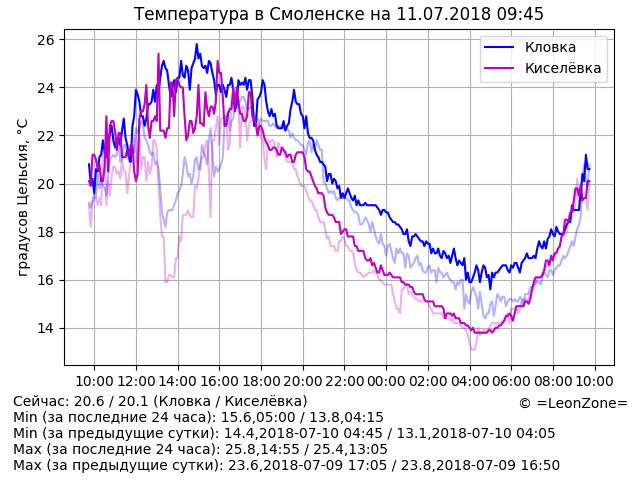 Температура в Смоленске на 11.07.2018 09:45
26
24
22
20
18
16
14
градусов Цельсия, °C
Кловка
Киселёвка
10:00 12:00 14:00 16:00 18:00 20:00 22:00 00:00 02:00 04:00 06:00 08:00 10:00
Сейчас: 20.6 / 20.1 (Кловка / Киселёвка)
© =LeonZone=
Min (за последние 24 часа): 15.6,05:00 / 13.8,04:15
Min (за предыдущие сутки): 14.4,2018-07-10 04:45 / 13.1,2018-07-10 04:05
Max (за последние 24 часа): 25.8,14:55 / 25.4,13:05
Max (за предыдущие сутки): 23.6,2018-07-09 17:05 / 23.8,2018-07-09 16:50